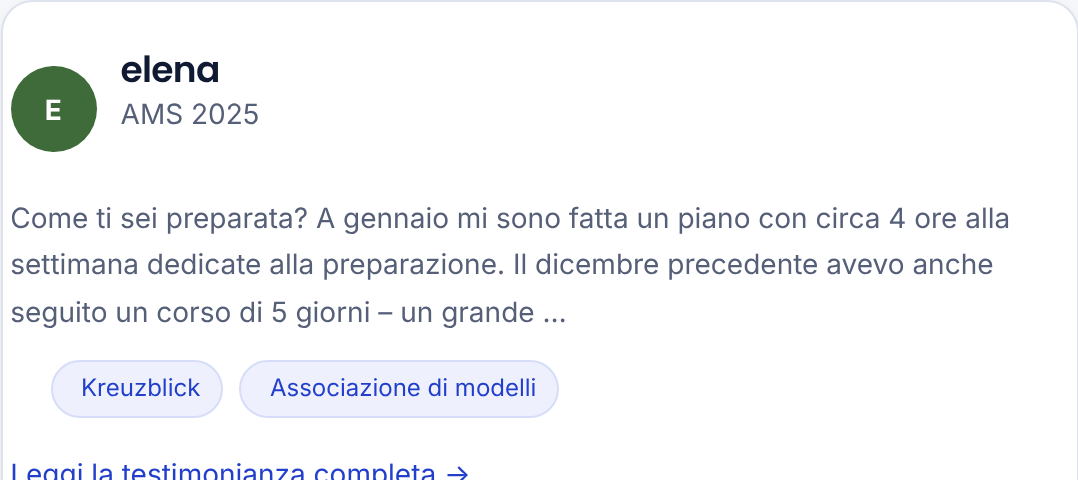 E
elena
AMS 2025
Come ti sei preparata? A gennaio mi sono fatta un piano con circa 4 ore alla
settimana dedicate alla preparazione. Il dicembre precedente avevo anche
seguito un corso di 5 giorni – un grande ...
Kreuzblick
Associazione di modelli
Leggi la testimonianza completa →